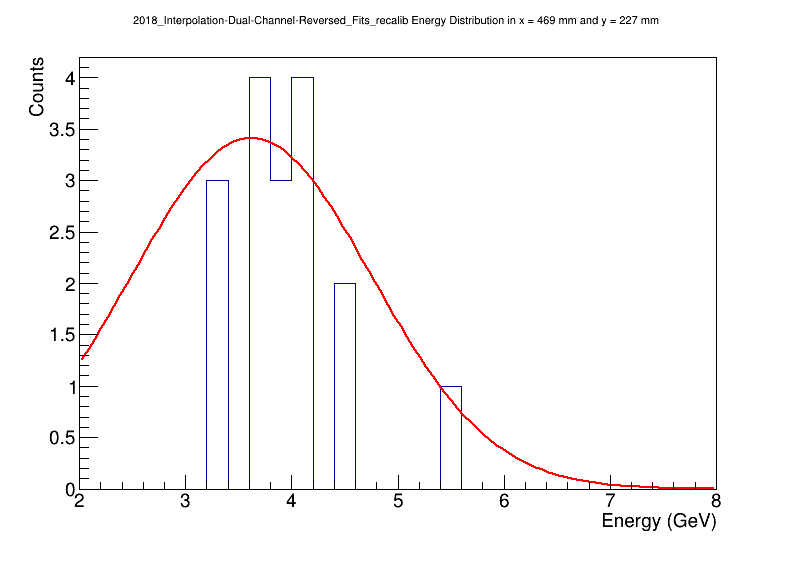 2018_Interpolation-Dual-Channel-Reversed_Fits_recalib Energy Distribution in x = 469 mm and y = 227 mm
Counts
4
3.5
3
2.5
2
1.5
1
0.5
0
2 3 4 5 6 7 8
Energy (GeV)